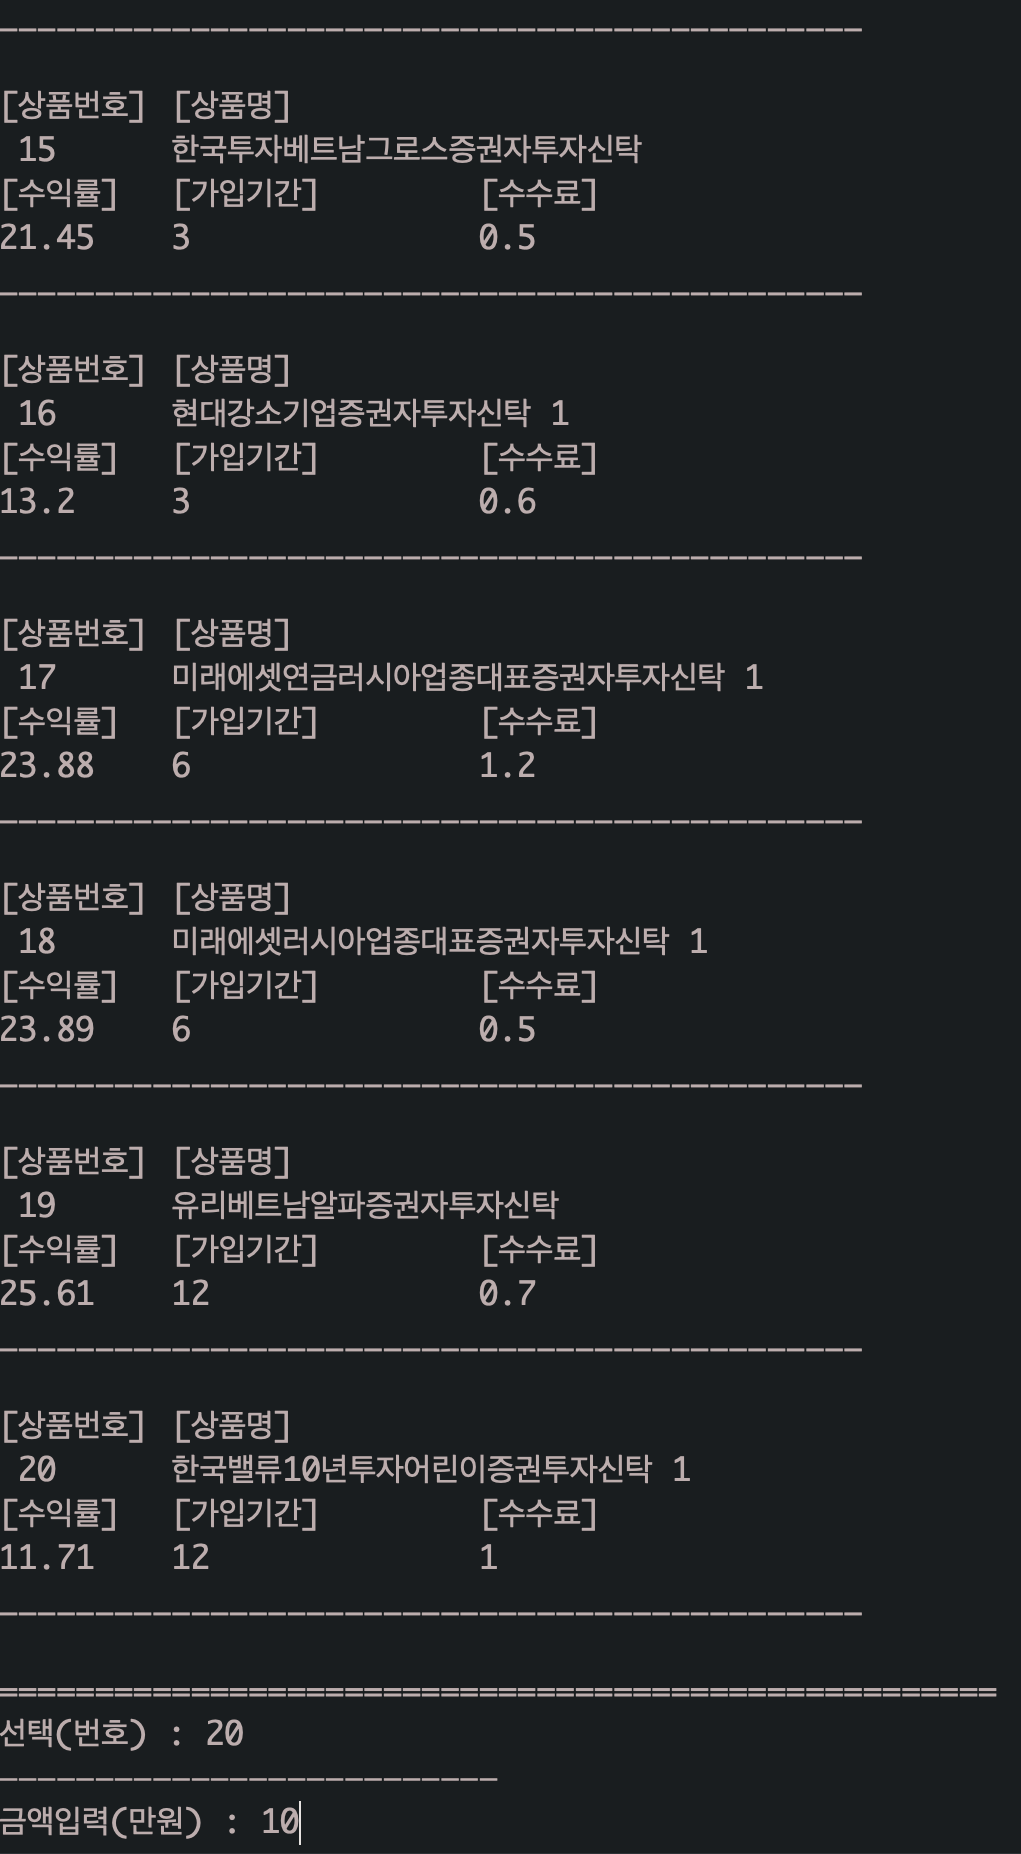 ---------------------------------------------
[상품번호] [상품명]
15 한국투자베트남그로스증권자투자신탁
[수익률] [가입기간] [수수료]
21.45 3 0.5
---------------------------------------------
[상품번호] [상품명]
16 현대강소기업증권자투자신탁 1
[수익률] [가입기간] [수수료]
13.2 3 0.6
---------------------------------------------
[상품번호] [상품명]
17 미래에셋연금러시아업종대표증권자투자신탁 1
[수익률] [가입기간] [수수료]
23.88 6 1.2
---------------------------------------------
[상품번호] [상품명]
18 미래에셋러시아업종대표증권자투자신탁 1
[수익률] [가입기간] [수수료]
23.89 6 0.5
---------------------------------------------
[상품번호] [상품명]
19 유리베트남알파증권자투자신탁
[수익률] [가입기간] [수수료]
25.61 12 0.7
---------------------------------------------
[상품번호] [상품명]
20 한국밸류10년투자어린이증권투자신탁 1
[수익률] [가입기간] [수수료]
11.71 12 1
---------------------------------------------
====================================================
선택(번호) : 20
--------------------------
금액입력(만원) : 10